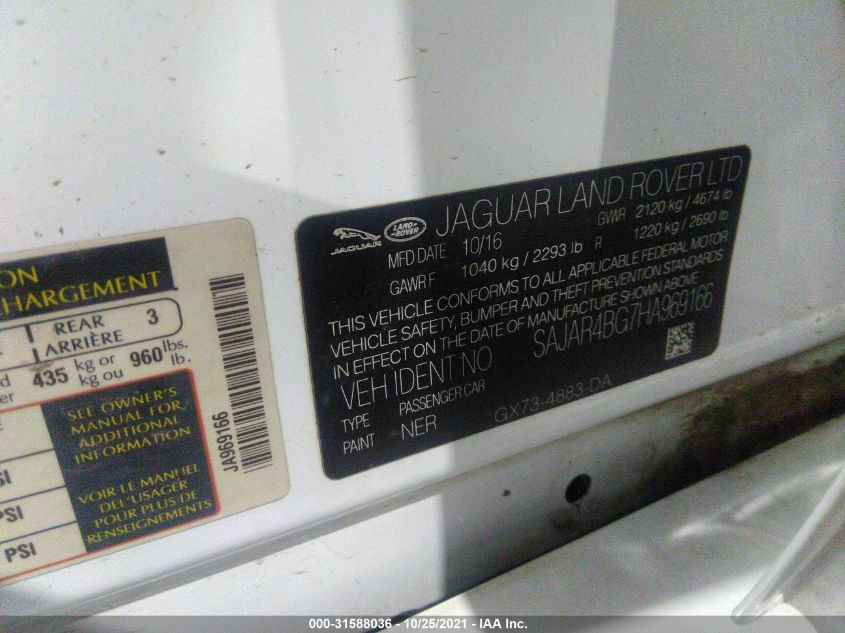 JAGUAR
LAND ROVER
JAGUAR LAND ROVER LTD
MFD DATE 10/16 GVWR 2120 kg / 4674 lb
GAWR F 1040 kg / 2293 lb R 1220 kg / 2690 lb
THIS VEHICLE CONFORMS TO ALL APPLICABLE FEDERAL MOTOR
VEHICLE SAFETY, BUMPER AND THEFT PREVENTION STANDARDS
IN EFFECT ON THE DATE OF MANUFACTURE SHOWN ABOVE
VEH IDENT NO SAJAR4BG7HA969166
TYPE PASSENGER CAR
PAINT NER GX73-4883-DA
ON
HARGEMENT
REAR
ARRIÈRE 3
435 kg or kg ou 960 lbs. lb.
SEE OWNER'S
MANUAL FOR
ADDITIONAL
INFORMATION
VOIR LE MANUEL
DEL'USAGER
POUR PLUS DE
RENSEIGNEMENTS
SI
PSI
PSI
JA969166
000-31588036 - 10/25/2021 - IAA Inc.